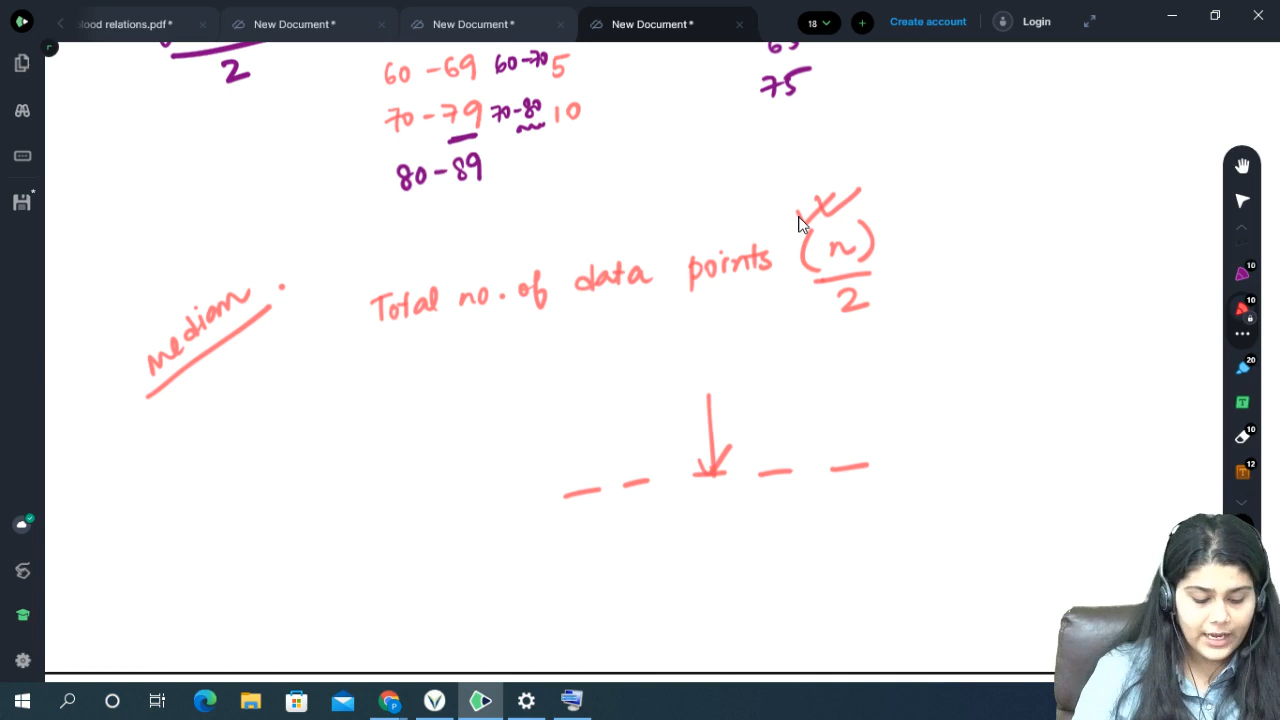 lood relations.pdf*
New Document*
New Document*
New Document*
18
Create account
Login
2
60 - 69 60-70 5
70 - 79 70-80 10
80 - 89
75
median.
Total no. of data points (n)
2
10
10
20
T
10
12